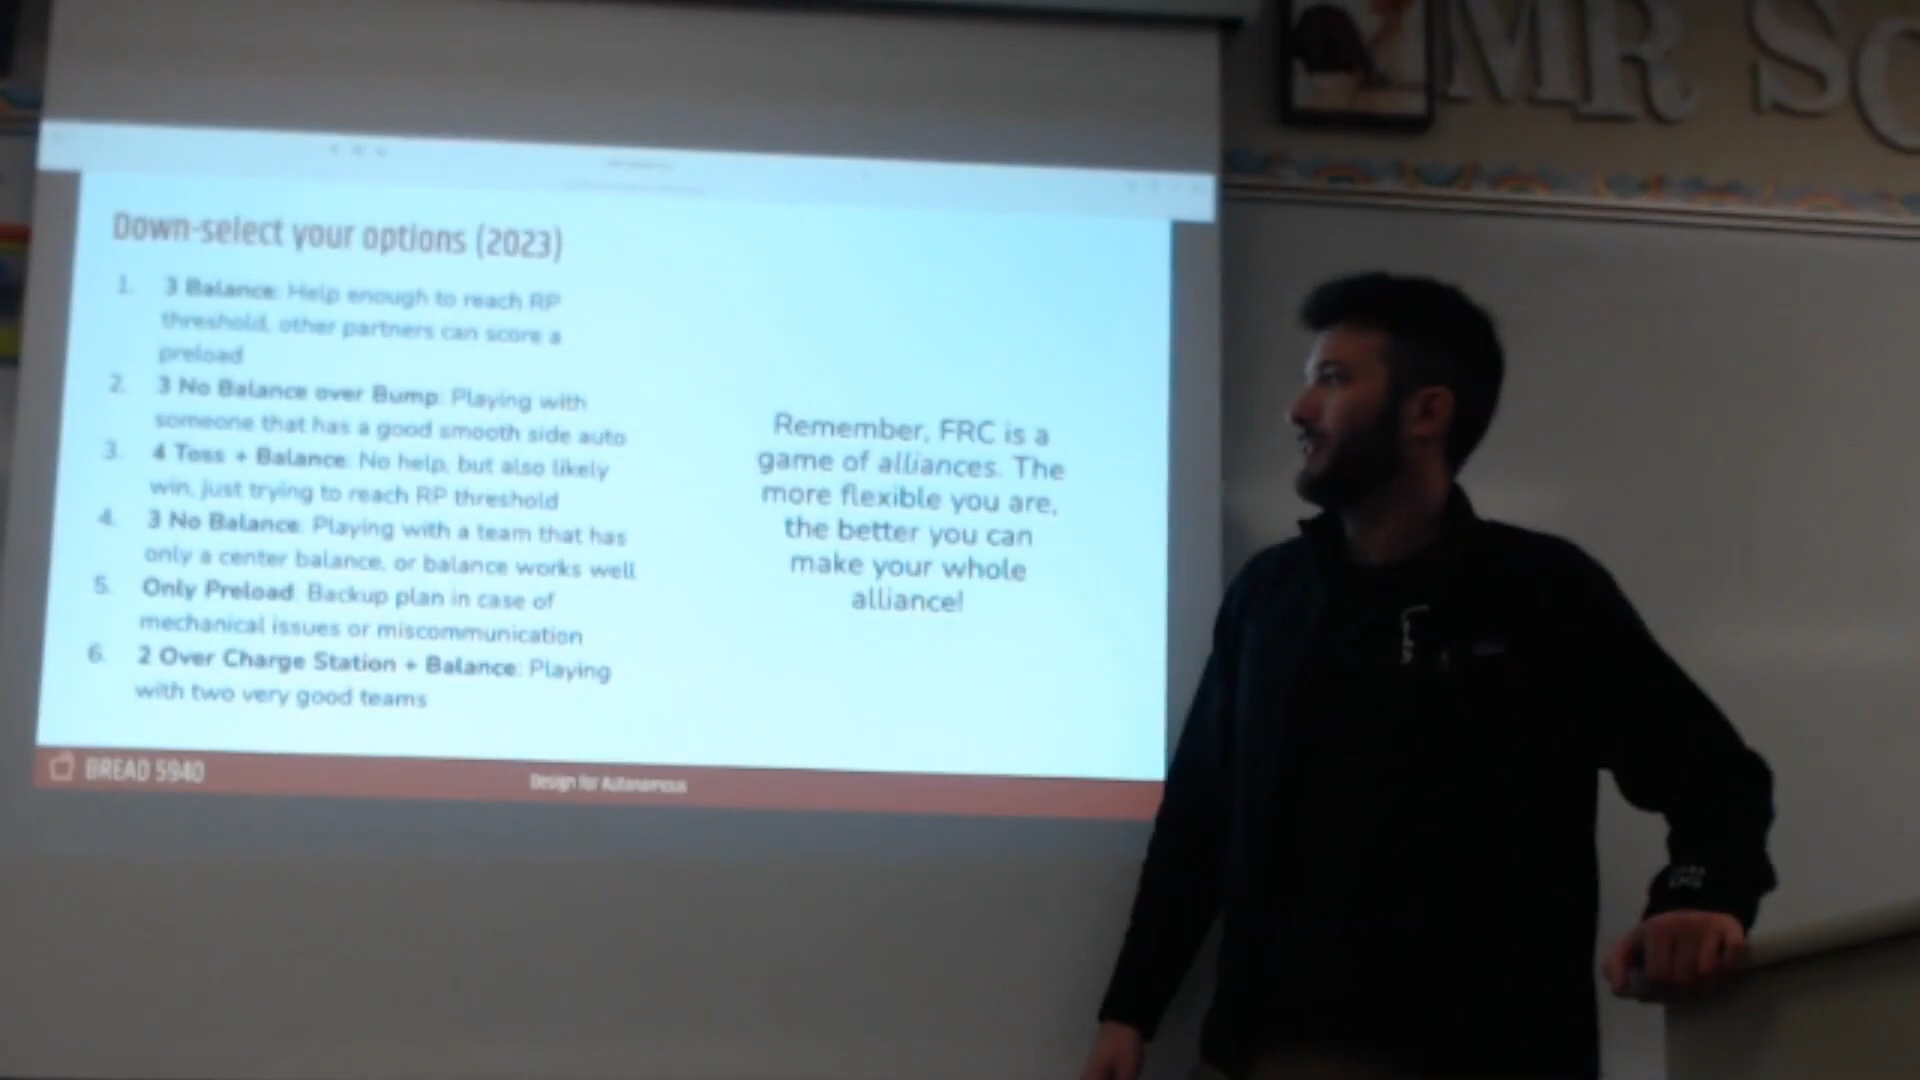 MR SC
Down-select your options (2023)
1. 3 Balance: Help enough to reach RP
threshold, other partners can score a
preload
2. 3 No Balance over Bump: Playing with
someone that has a good smooth side auto
3. 4 Toss + Balance: No help, but also likely
win, just trying to reach RP threshold
4. 3 No Balance: Playing with a team that has
only a center balance, or balance works well
5. Only Preload: Backup plan in case of
mechanical issues or miscommunication
6. 2 Over Charge Station + Balance: Playing
with two very good teams
Remember, FRC is a
game of alliances. The
more flexible you are,
the better you can
make your whole
alliance!
BREAD 5940
Design for Autonomous